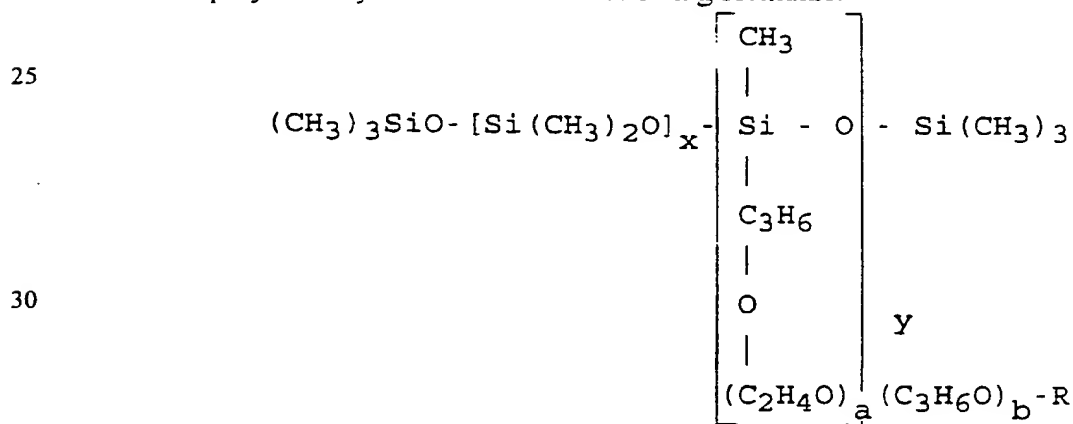 CH3
25
|
(CH3)3SiO-[Si(CH3)2O]x- Si - O - Si(CH3)3
|
C3H6
|
30
O
y
|
(C2H4O)a(C3H6O)b-R